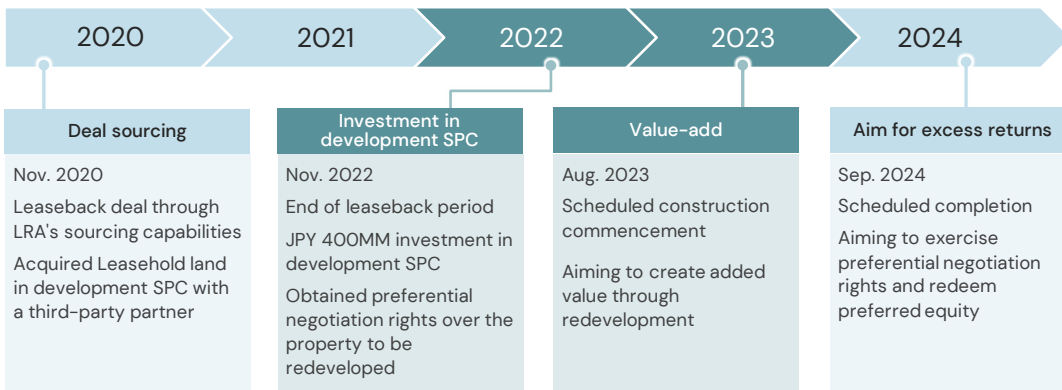 2020
2021
2022
2023
2024
Deal sourcing
Nov. 2020
Leaseback deal through
LRA's sourcing capabilities
Acquired Leasehold land
in development SPC with
a third-party partner
Investment in
development SPC
Nov. 2022
End of leaseback period
JPY 400MM investment in
development SPC
Obtained preferential
negotiation rights over the
property to be
redeveloped
Value-add
Aug. 2023
Scheduled construction
commencement
Aiming to create added
value through
redevelopment
Aim for excess returns
Sep. 2024
Scheduled completion
Aiming to exercise
preferential negotiation
rights and redeem
preferred equity